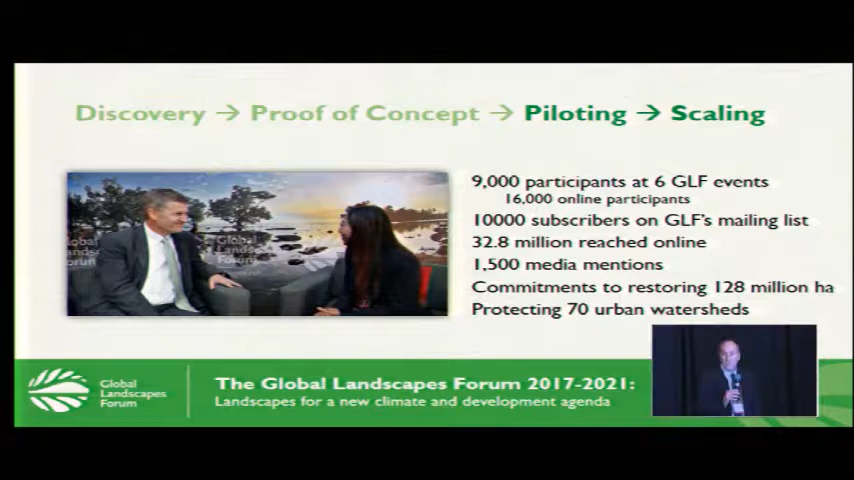 Discovery → Proof of Concept → Piloting → Scaling
9,000 participants at 6 GLF events
16,000 online participants
10000 subscribers on GLF's mailing list
32.8 million reached online
1,500 media mentions
Commitments to restoring 128 million ha
Protecting 70 urban watersheds
Global
Landscapes
Forum
Global
Landscapes
Forum
The Global Landscapes Forum 2017-2021:
Landscapes for a new climate and development agenda